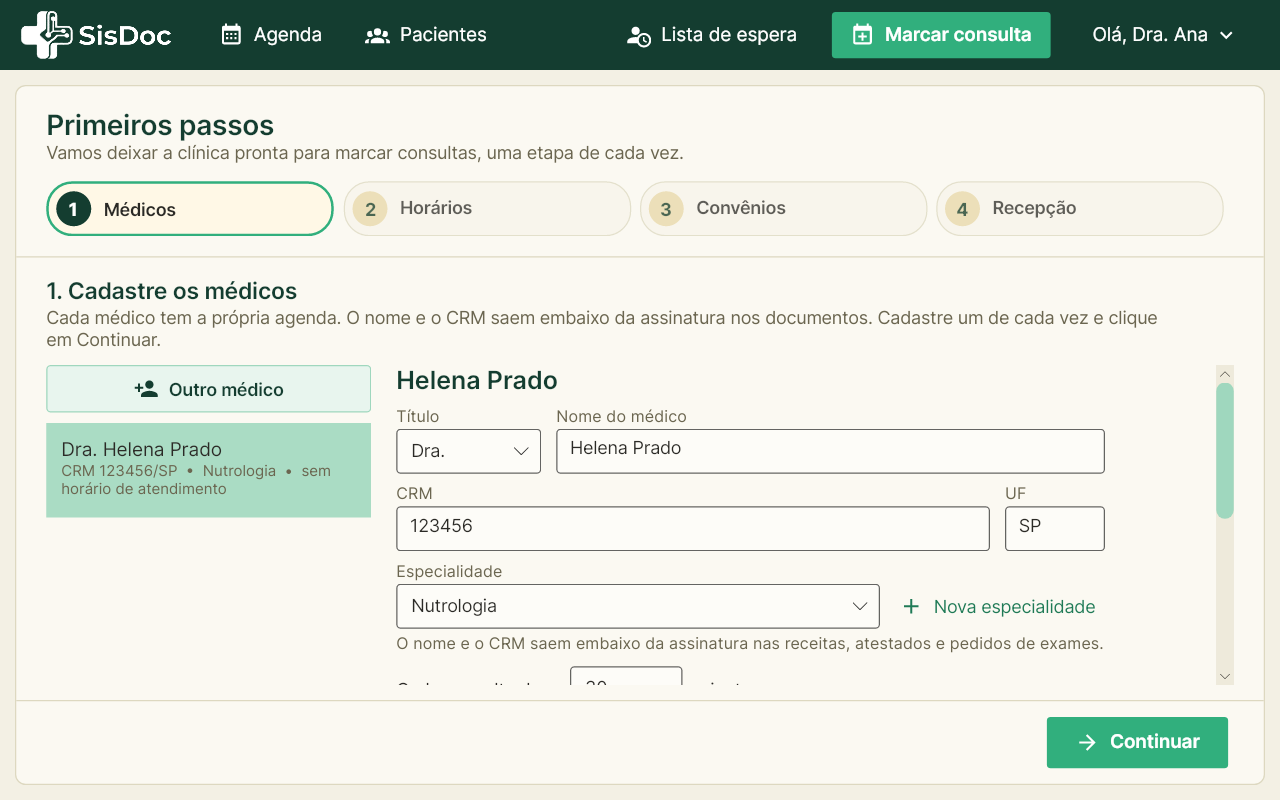 SisDoc
Agenda
Pacientes
Lista de espera
Marcar consulta
Olá, Dra. Ana
Primeiros passos
Vamos deixar a clínica pronta para marcar consultas, uma etapa de cada vez.
1 Médicos
2 Horários
3 Convênios
4 Recepção
1. Cadastre os médicos
Cada médico tem a própria agenda. O nome e o CRM saem embaixo da assinatura nos documentos. Cadastre um de cada vez e clique
em Continuar.
Outro médico
Dra. Helena Prado
CRM 123456/SP • Nutrologia • sem
horário de atendimento
Helena Prado
Título
Nome do médico
Dra.
Helena Prado
CRM
UF
123456
SP
Especialidade
Nutrologia
+ Nova especialidade
O nome e o CRM saem embaixo da assinatura nas receitas, atestados e pedidos de exames.
Continuar